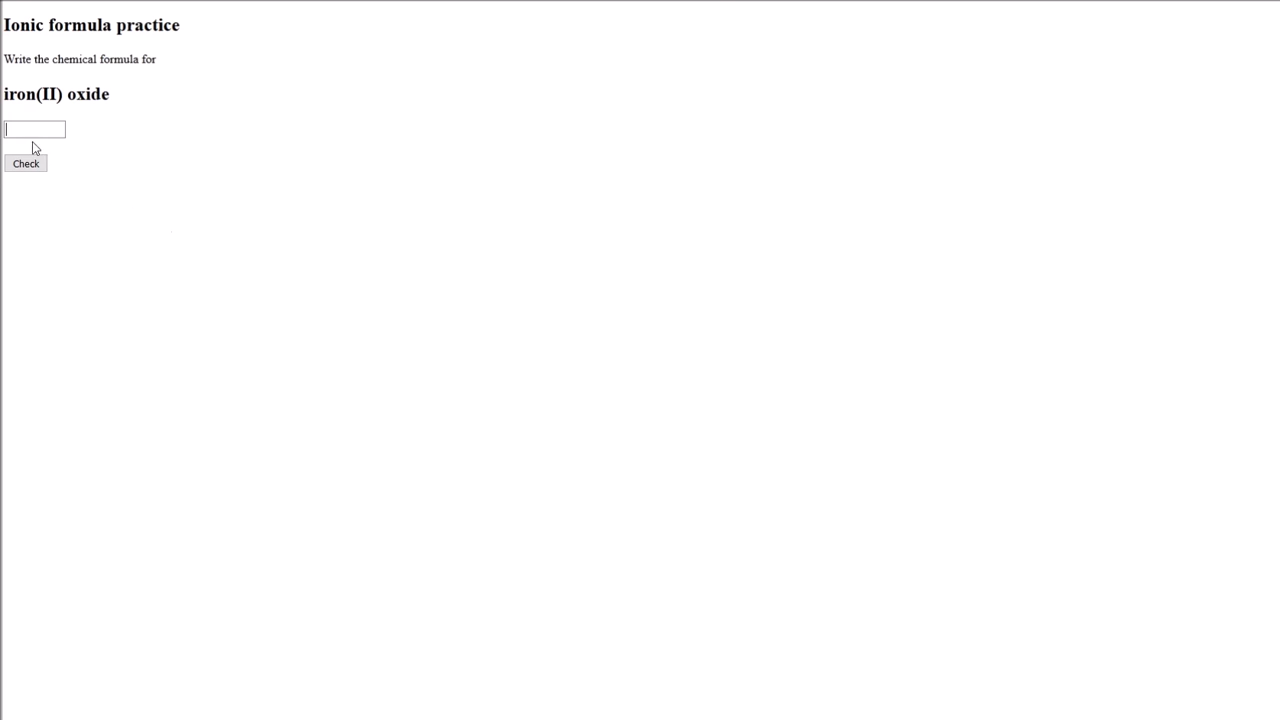 Ionic formula practice
Write the chemical formula for
iron(II) oxide
Check